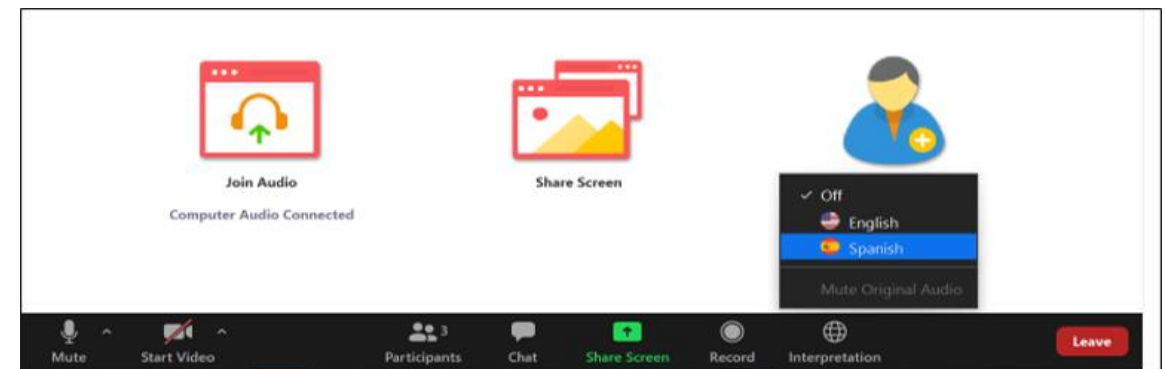 Join Audio
Computer Audio Connected
Share Screen
Off
English
Spanish
Mute Original Audio
Mute
Start Video
3
Participants
Chat
Share Screen
Record
Interpretation
Leave